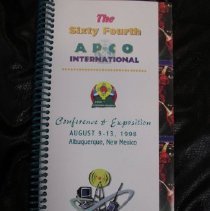 The
Sixty Fourth
APCO
INTERNATIONAL
Conference & Exposition
AUGUST 9-13, 1998
Albuquerque, New Mexico